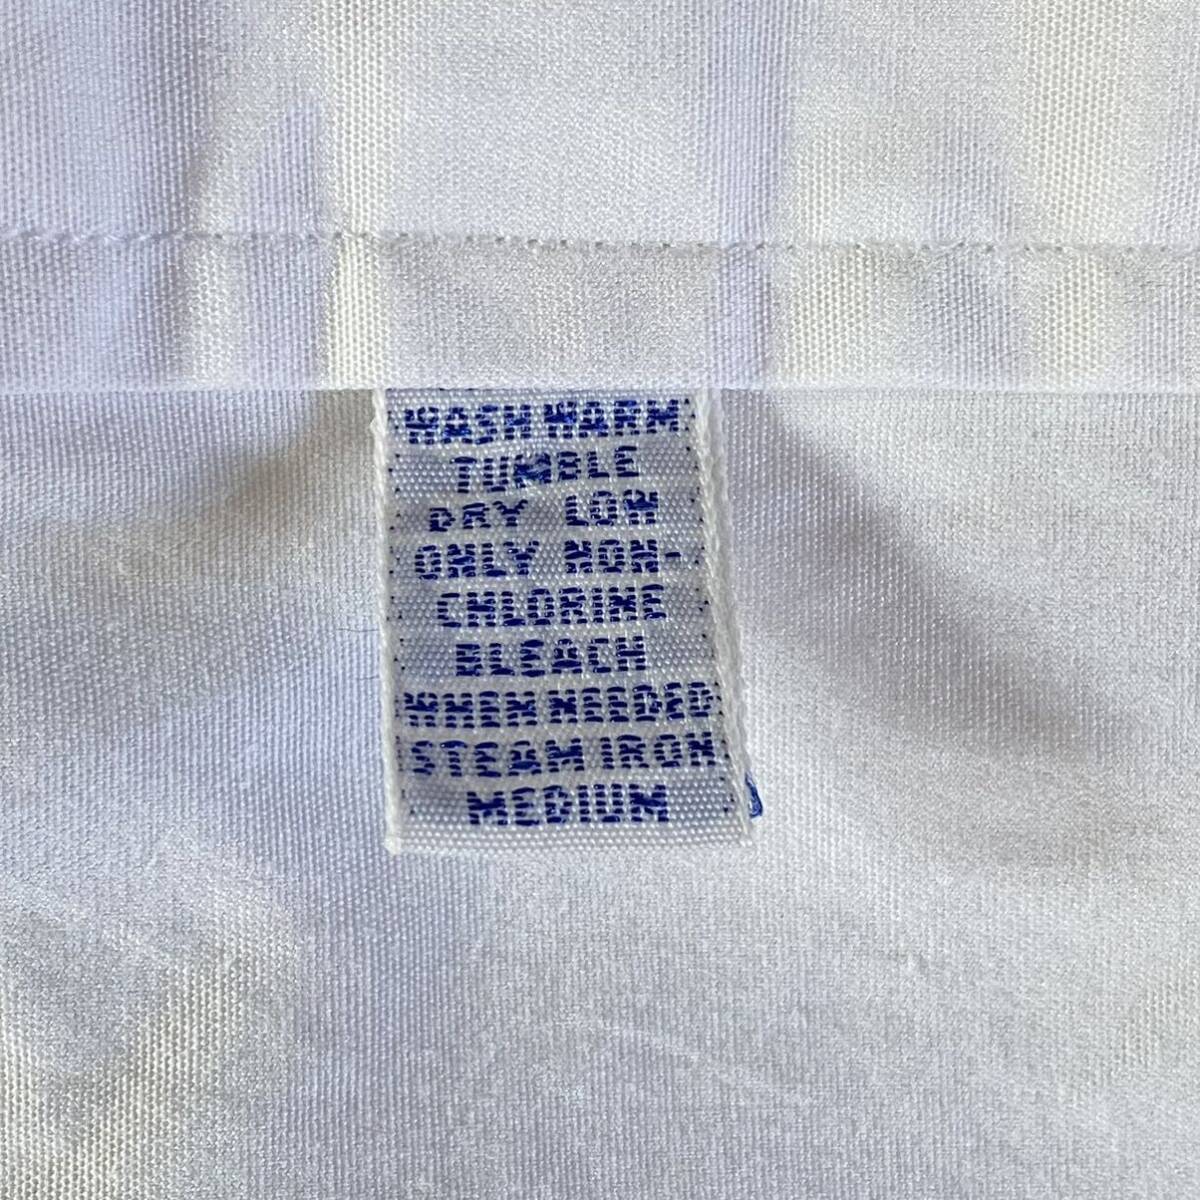 WASH WARM
TUMBLE
DRY LOW
ONLY NON-
CHLORINE
BLEACH
WHEN NEEDED
STEAM IRON
MEDIUM